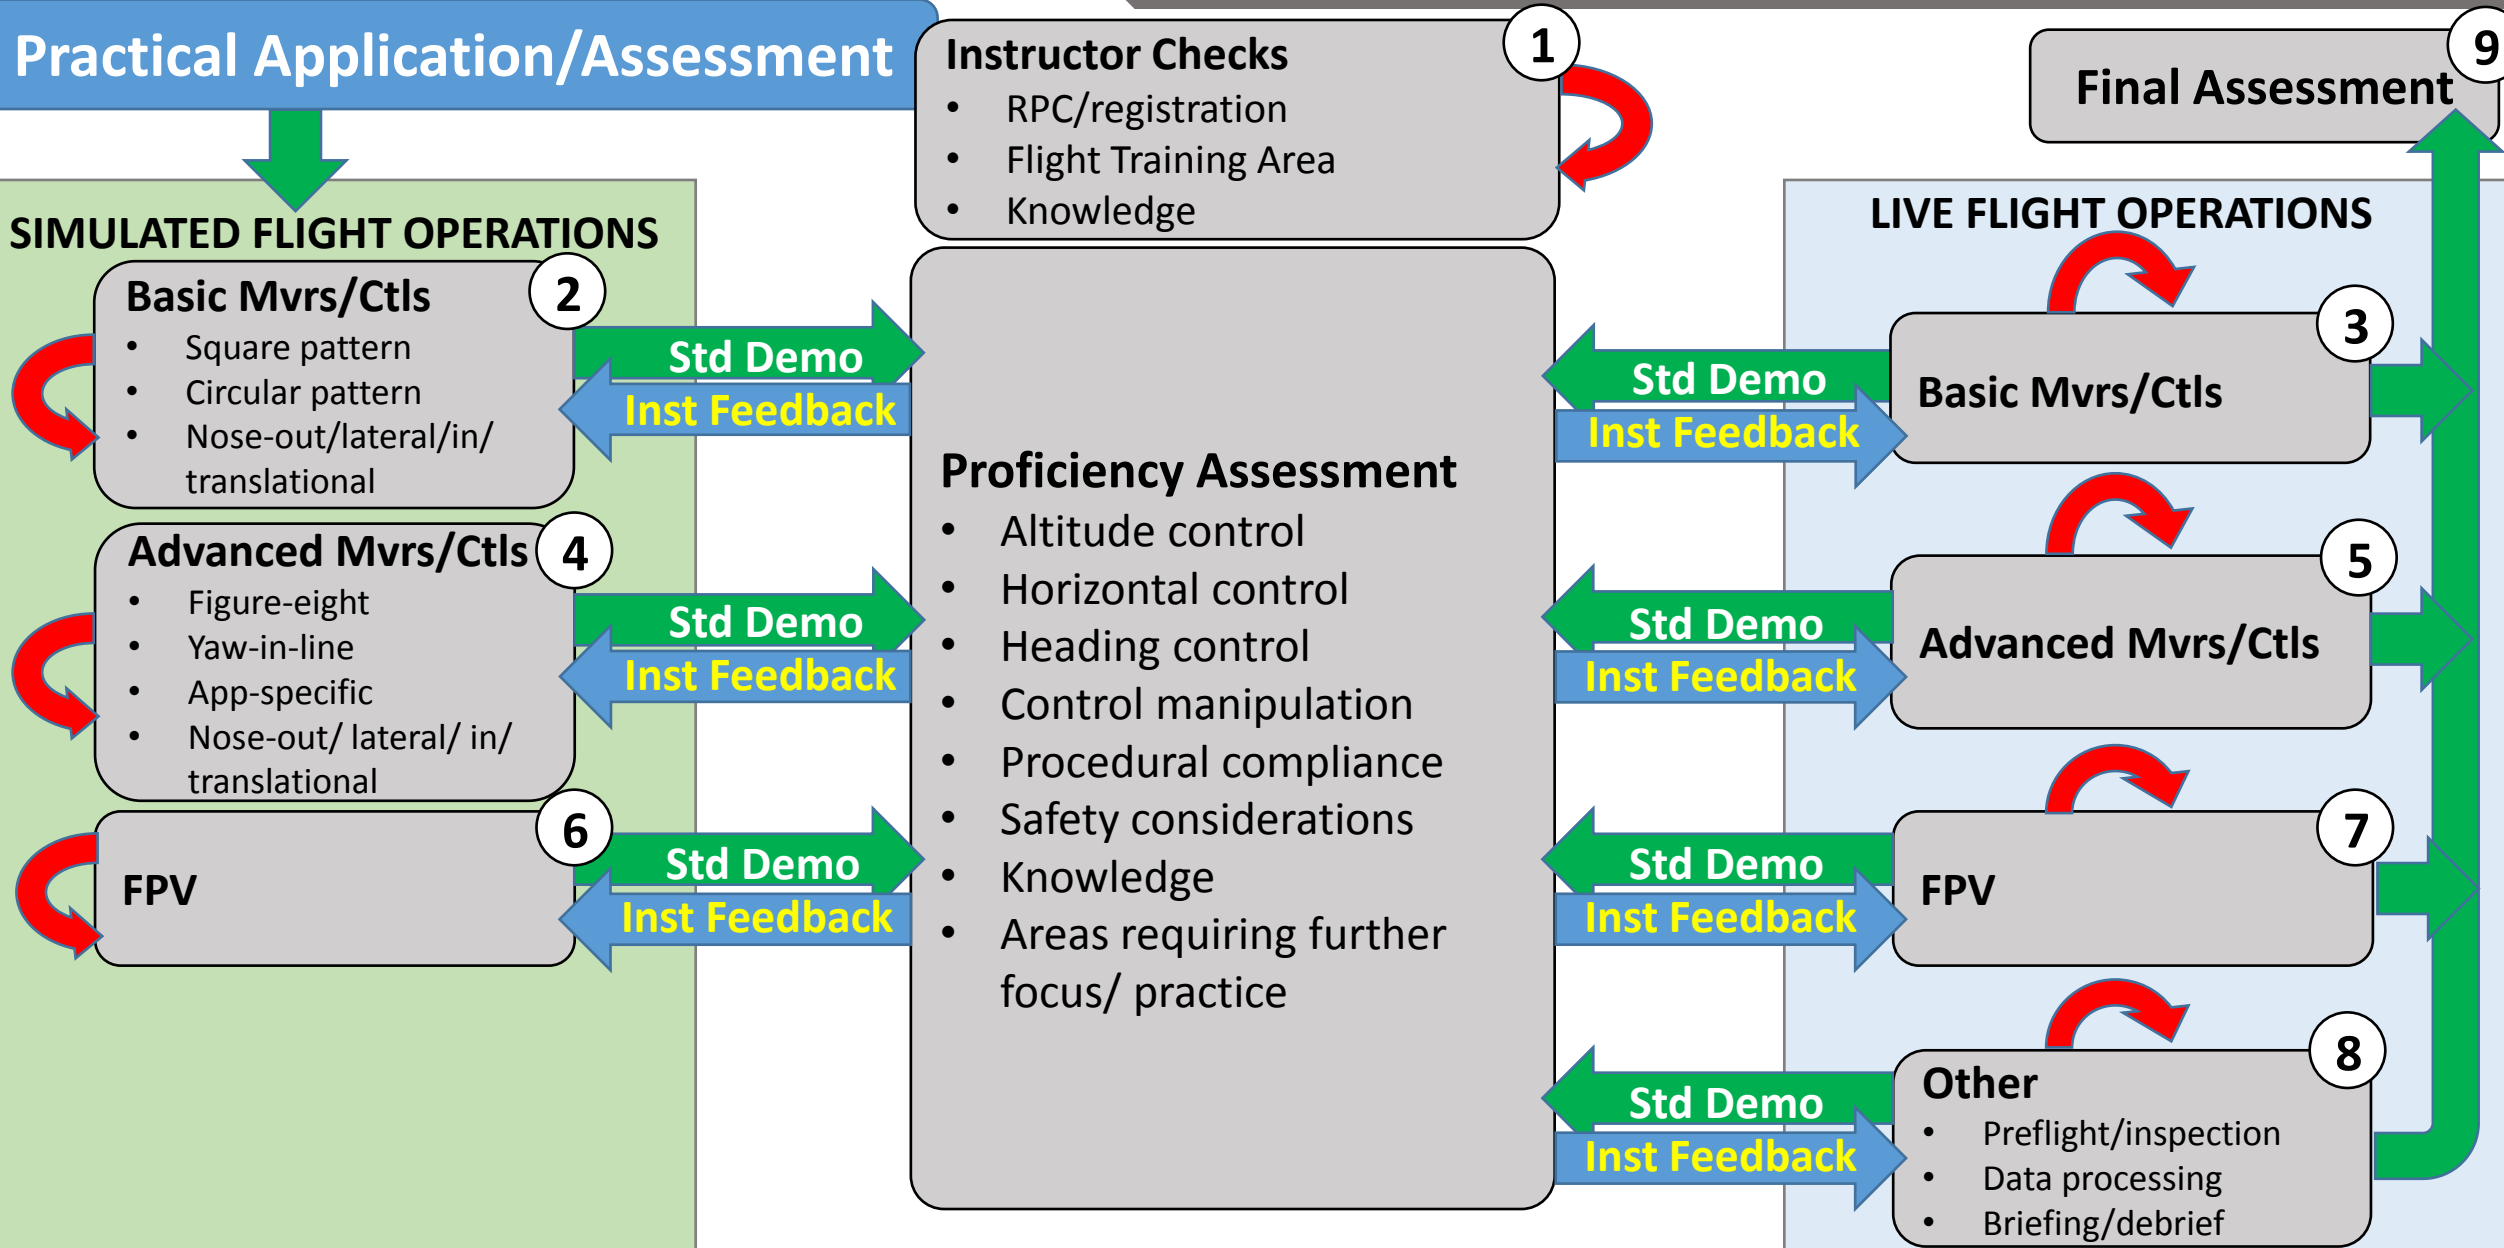 Practical Application/Assessment
Instructor Checks
1
• RPC/registration
• Flight Training Area
• Knowledge
9
Final Assessment
SIMULATED FLIGHT OPERATIONS
Basic Mvrs/Ctls
2
• Square pattern
• Circular pattern
• Nose-out/lateral/in/
translational
Std Demo
Inst Feedback
Advanced Mvrs/Ctls
4
• Figure-eight
• Yaw-in-line
• App-specific
• Nose-out/ lateral/ in/
translational
Std Demo
Inst Feedback
6
FPV
Std Demo
Inst Feedback
Proficiency Assessment
• Altitude control
• Horizontal control
• Heading control
• Control manipulation
• Procedural compliance
• Safety considerations
• Knowledge
• Areas requiring further
focus/ practice
LIVE FLIGHT OPERATIONS
3
Basic Mvrs/Ctls
Std Demo
Inst Feedback
5
Advanced Mvrs/Ctls
Std Demo
Inst Feedback
7
FPV
Std Demo
Inst Feedback
8
Other
• Preflight/inspection
• Data processing
• Briefing/debrief
Std Demo
Inst Feedback